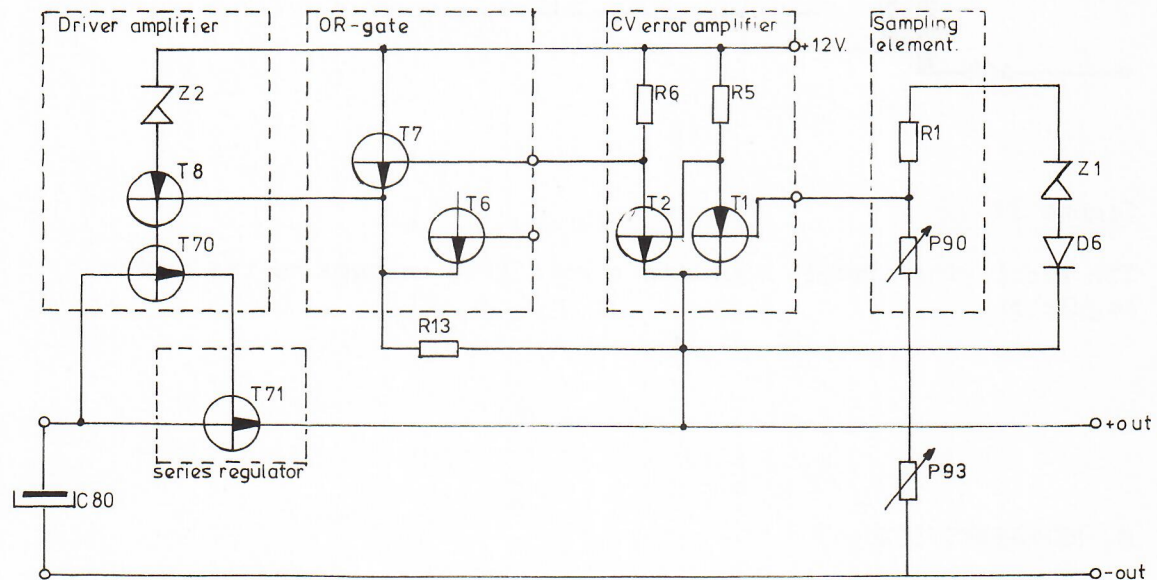 Driver amplifier
OR-gate
CV error amplifier
Sampling
element.
+12V.
Z2
R6
R5
R1
T7
T8
Z1
T6
T2
T1
P90
D6
T70
R13
T71
+out
series regulator
P93
C80
-out